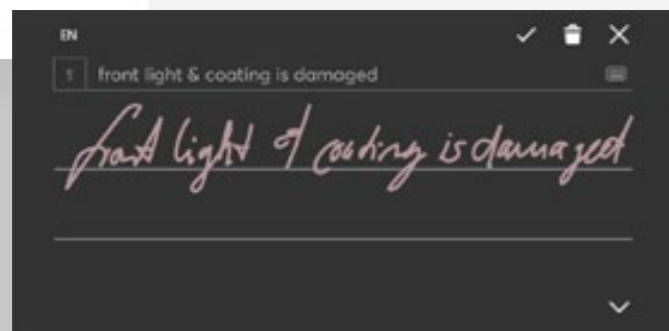 EN
1 front light & coating is damaged
front light & coating is damaged